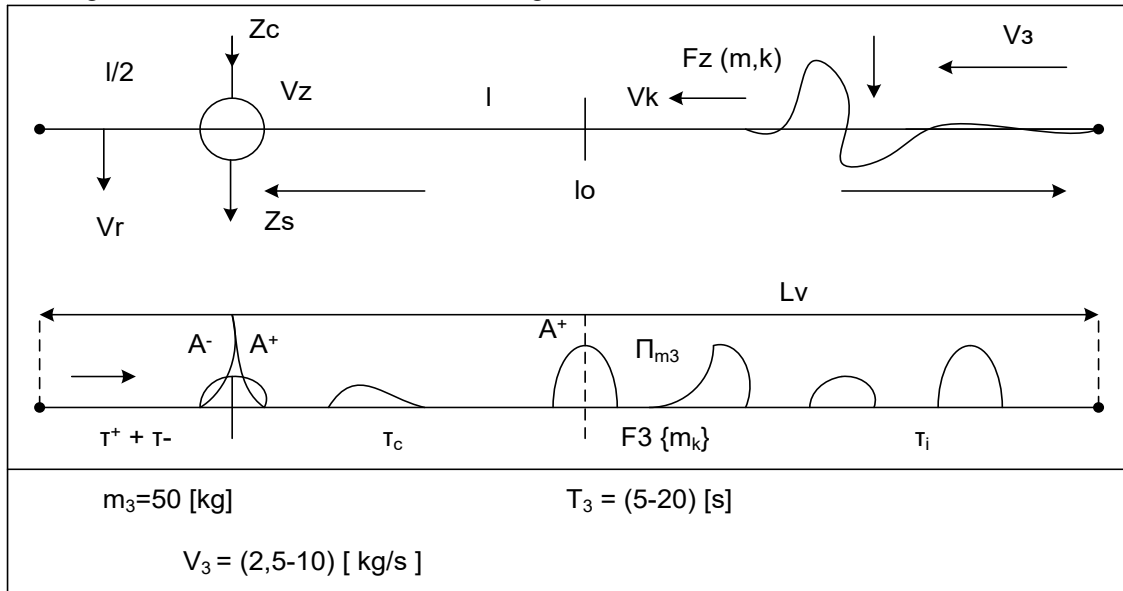 Zc
Vз
Fz (m,k)
l/2
Vz
l
Vk
lo
Vr
Zs
Lv
A⁻ A⁺
A⁺
Пm3
τ⁺ + τ-
τc
F3 {mk}
τi
m3=50 [kg]
T3 = (5-20) [s]
V3 = (2,5-10) [ kg/s ]